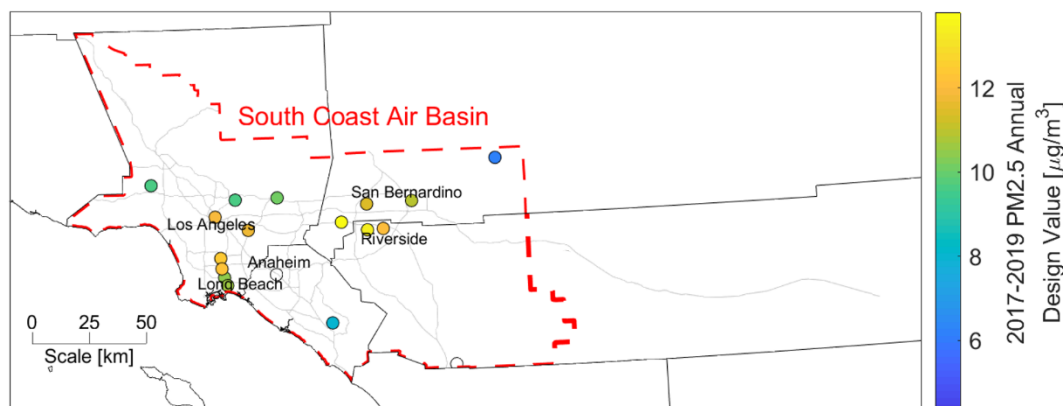 South Coast Air Basin
San Bernardino
Los Angeles
Riverside
Anaheim
Long Beach
0 25 50
Scale [km]
12
10
8
6
2017-2019 PM2.5 Annual
Design Value [μg/m³]